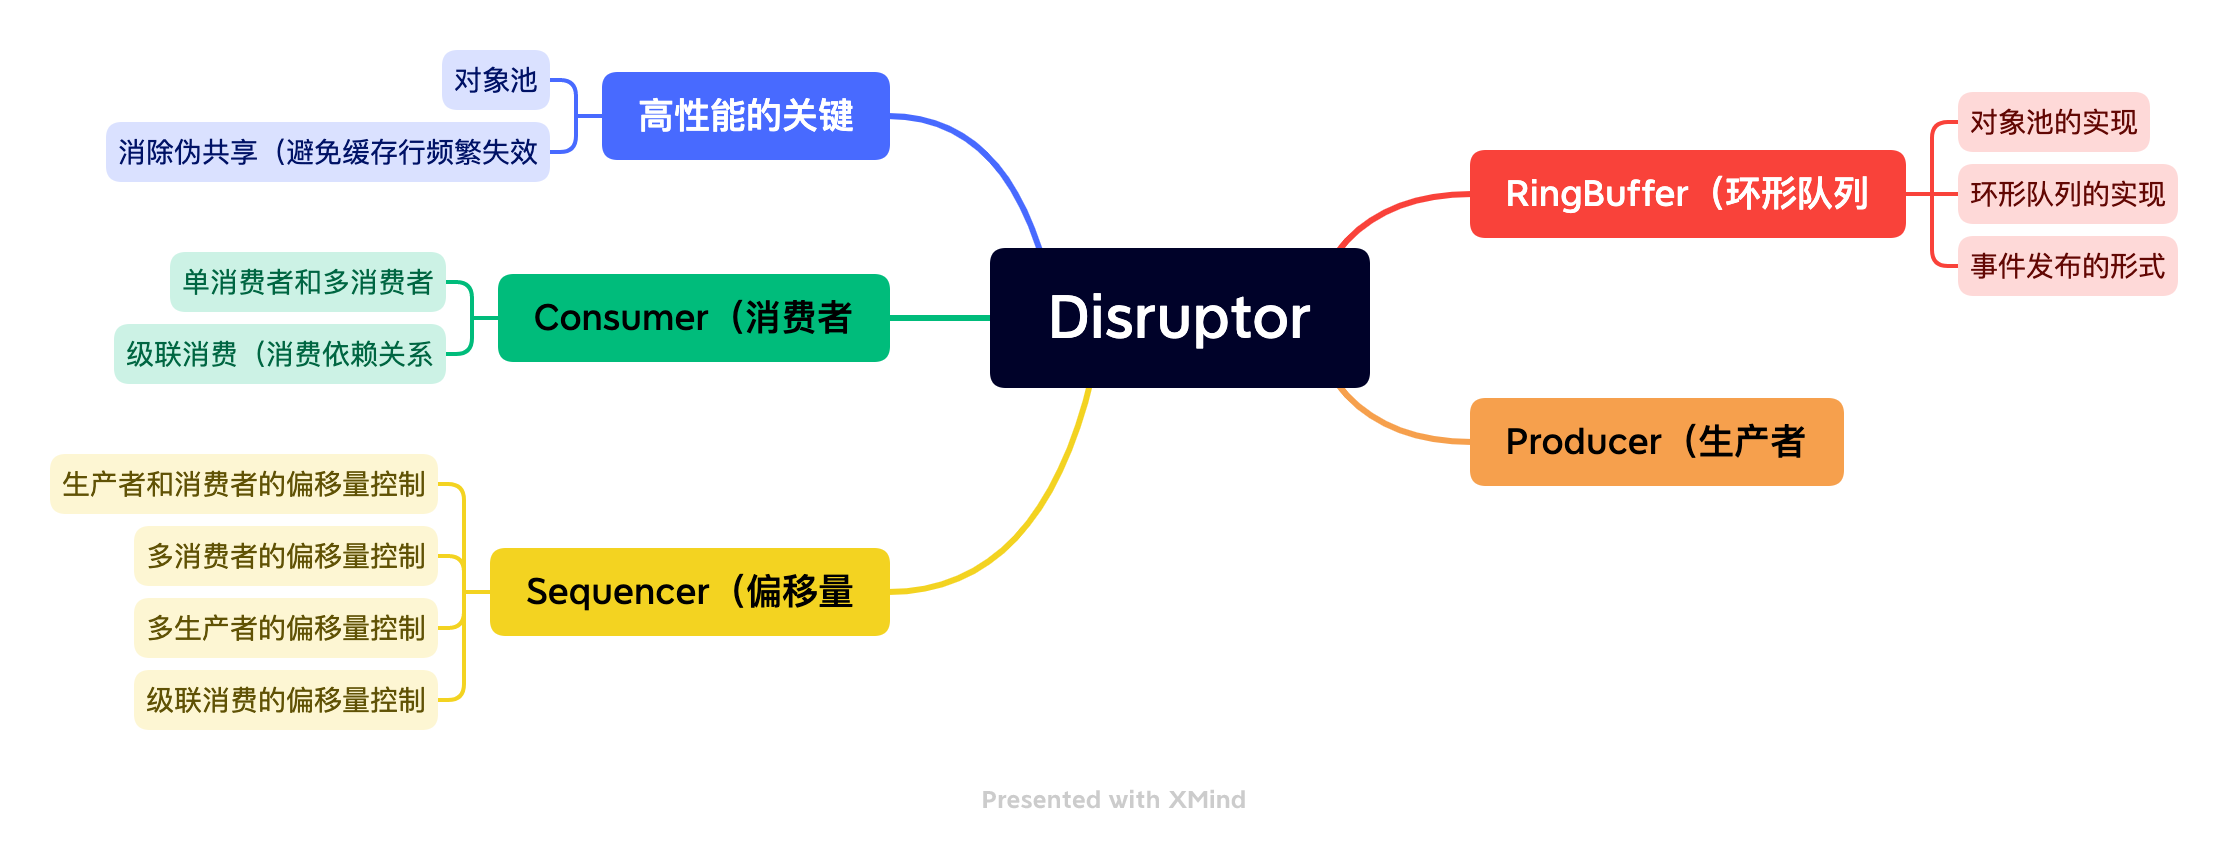 Disruptor
RingBuffer（环形队列
对象池的实现
环形队列的实现
事件发布的形式
Producer（生产者
高性能的关键
对象池
消除伪共享（避免缓存行频繁失效
Consumer（消费者
单消费者和多消费者
级联消费（消费依赖关系
Sequencer（偏移量
生产者和消费者的偏移量控制
多消费者的偏移量控制
多生产者的偏移量控制
级联消费的偏移量控制
Presented with XMind